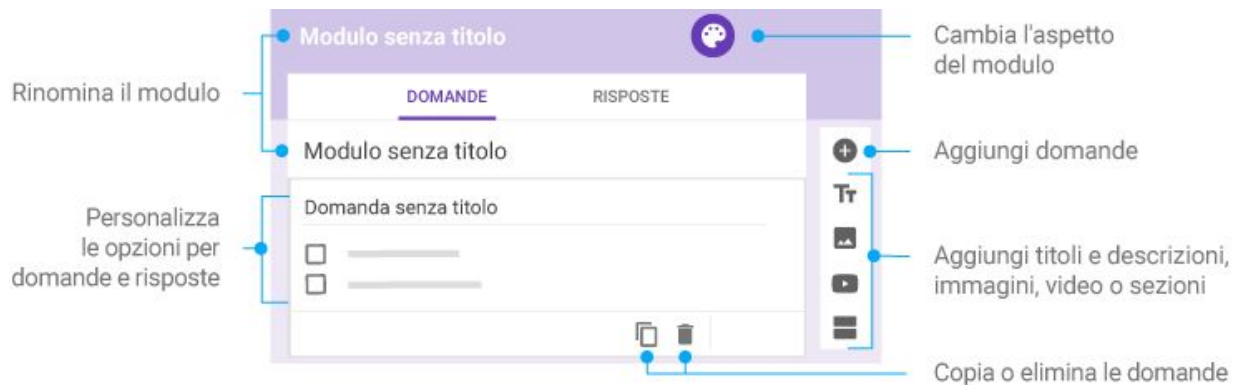 Modulo senza titolo
Cambia l'aspetto
del modulo
Rinomina il modulo
DOMANDE RISPOSTE
Modulo senza titolo
Aggiungi domande
Tт
Domanda senza titolo
Personalizza
le opzioni per
domande e risposte
Aggiungi titoli e descrizioni,
immagini, video o sezioni
Copia o elimina le domande